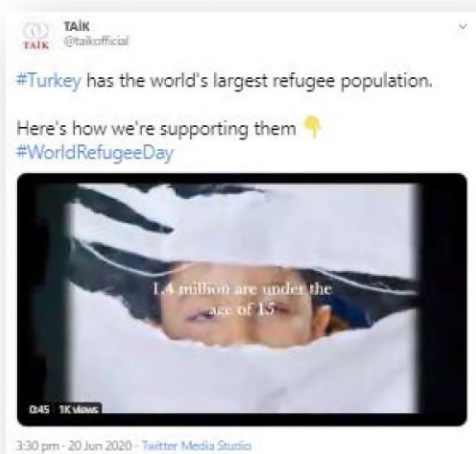 TAİK
@taikofficial
TAİK
#Turkey has the world's largest refugee population.
Here's how we're supporting them
#WorldRefugeeDay
1.4 million are under the
age of 15
0:45 1K views
3:30 pm · 20 Jun 2020 · Twitter Media Studio